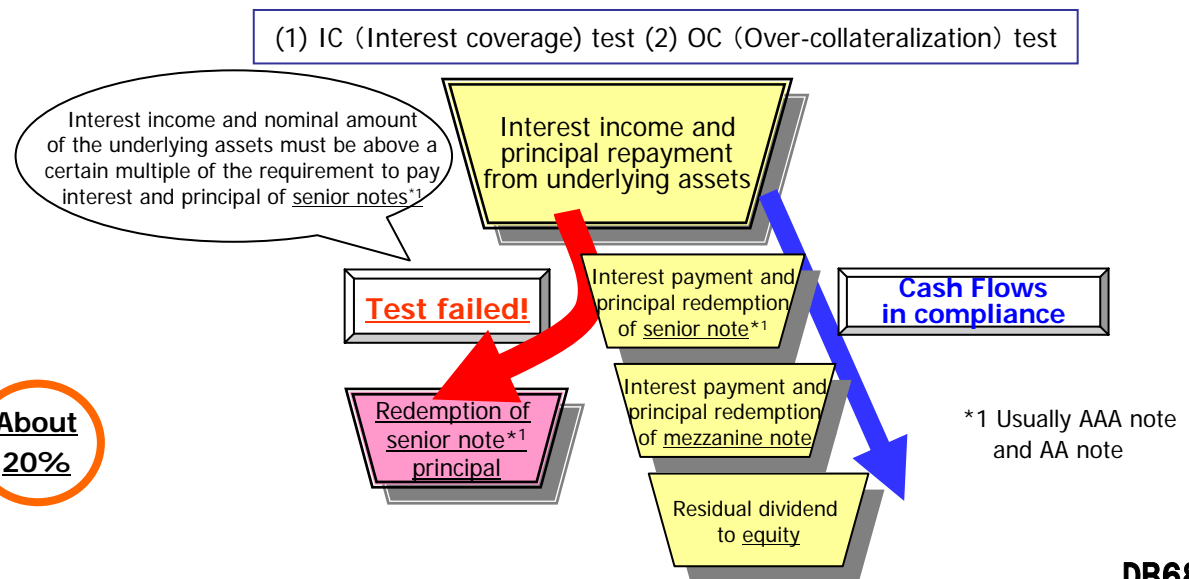 (1) IC（Interest coverage) test (2) OC（Over-collateralization）test
Interest income and nominal amount
of the underlying assets must be above a
certain multiple of the requirement to pay
interest and principal of senior notes*1
Interest income and
principal repayment
from underlying assets
Test failed!
Interest payment and
principal redemption
of senior note*1
Cash Flows
in compliance
Redemption of
senior note*1
principal
Interest payment and
principal redemption
of mezzanine note
*1 Usually AAA note
and AA note
About
20%
Residual dividend
to equity